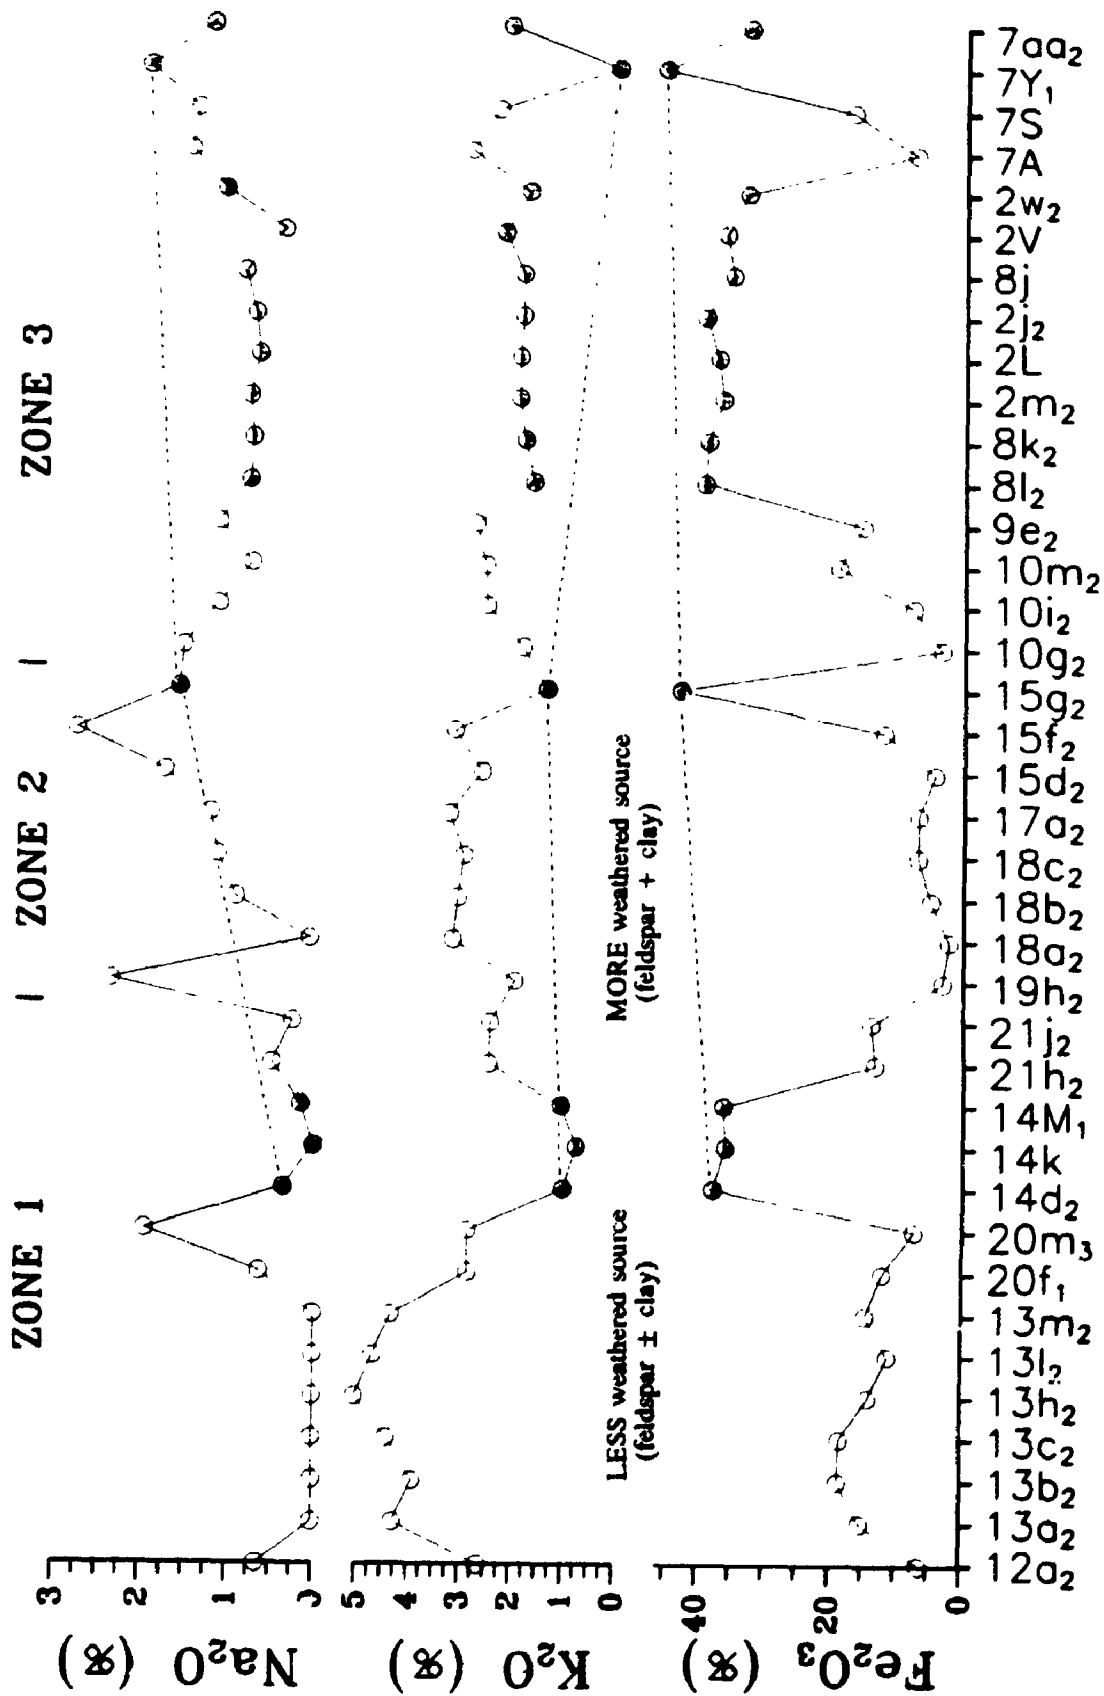 ZONE 1 | ZONE 2 | ZONE 3
Na₂O (%)
3
2
1
3
K₂O (%)
5
4
3
2
1
0
LESS weathered source
(feldspar ± clay)
MORE weathered source
(feldspar + clay)
Fe₂O₃ (%)
40
20
0
12a₂
13a₂
13b₂
13c₂
13h₂
13l₂
13m₂
20f₁
20m₃
14d₂
14k
14M₁
21h₂
21j₂
19h₂
18a₂
18b₂
18c₂
17a₂
15d₂
15f₂
15g₂
10g₂
10i₂
10m₂
9e₂
8l₂
8k₂
2m₂
2L
2j₂
8j
2V
2w₂
7A
7S
7Y₁
7aa₂